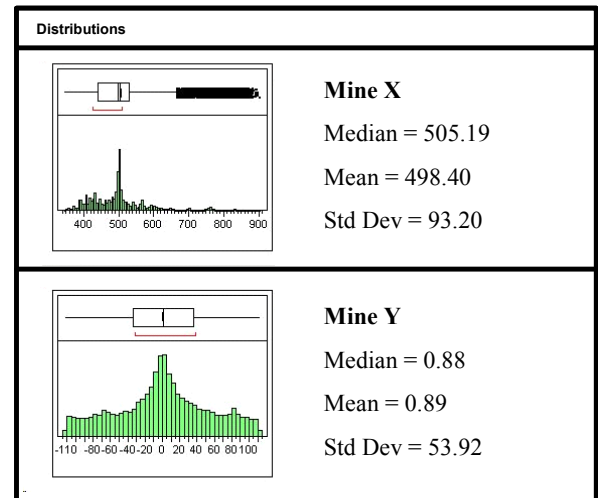 Distributions
Mine X
Median = 505.19
Mean = 498.40
Std Dev = 93.20
400 500 600 700 800 900
Mine Y
Median = 0.88
Mean = 0.89
Std Dev = 53.92
-110 -80 -60 -40 -20 0 20 40 60 80 100